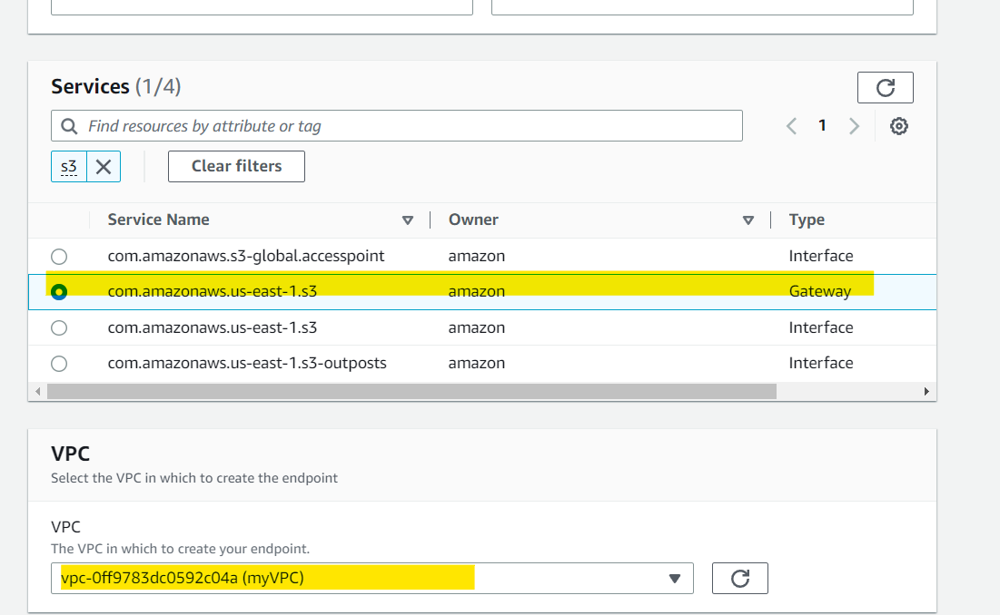 Services (1/4)
Find resources by attribute or tag
1
s3
Clear filters
Service Name Owner Type
com.amazonaws.s3-global.accesspoint amazon Interface
com.amazonaws.us-east-1.s3 amazon Gateway
com.amazonaws.us-east-1.s3 amazon Interface
com.amazonaws.us-east-1.s3-outposts amazon Interface
VPC
Select the VPC in which to create the endpoint
VPC
The VPC in which to create your endpoint.
vpc-0ff9783dc0592c04a (myVPC)